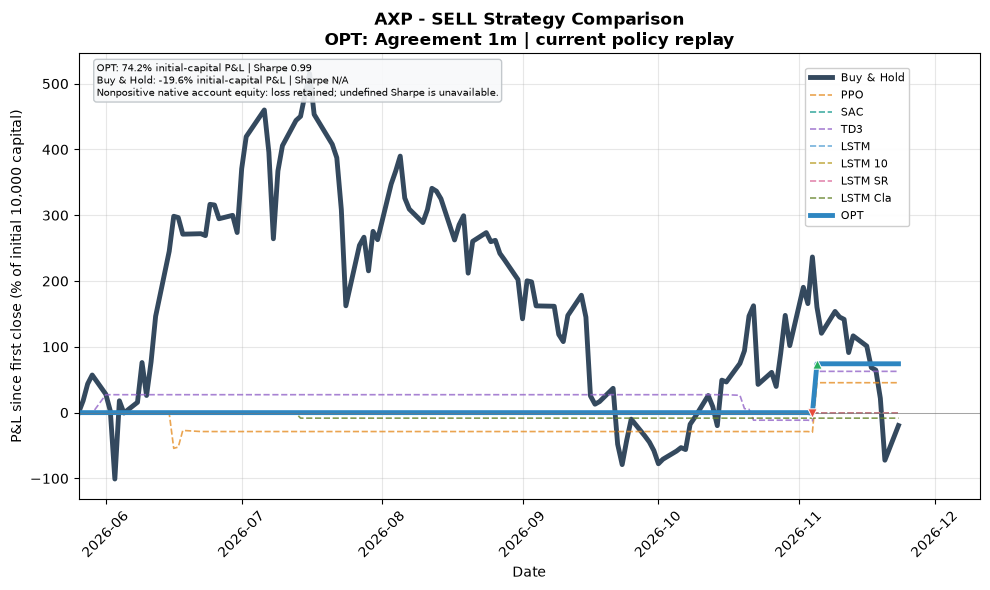 AXP - SELL Strategy Comparison
OPT: Agreement 1m | current policy replay
OPT: 74.2% initial-capital P&L | Sharpe 0.99
Buy & Hold: -19.6% initial-capital P&L | Sharpe N/A
Nonpositive native account equity: loss retained; undefined Sharpe is unavailable.
Buy & Hold
PPO
SAC
TD3
LSTM
LSTM 10
LSTM SR
LSTM Cla
OPT
P&L since first close (% of initial 10,000 capital)
500
400
300
200
100
0
−100
2026-06
2026-07
2026-08
2026-09
2026-10
2026-11
2026-12
Date